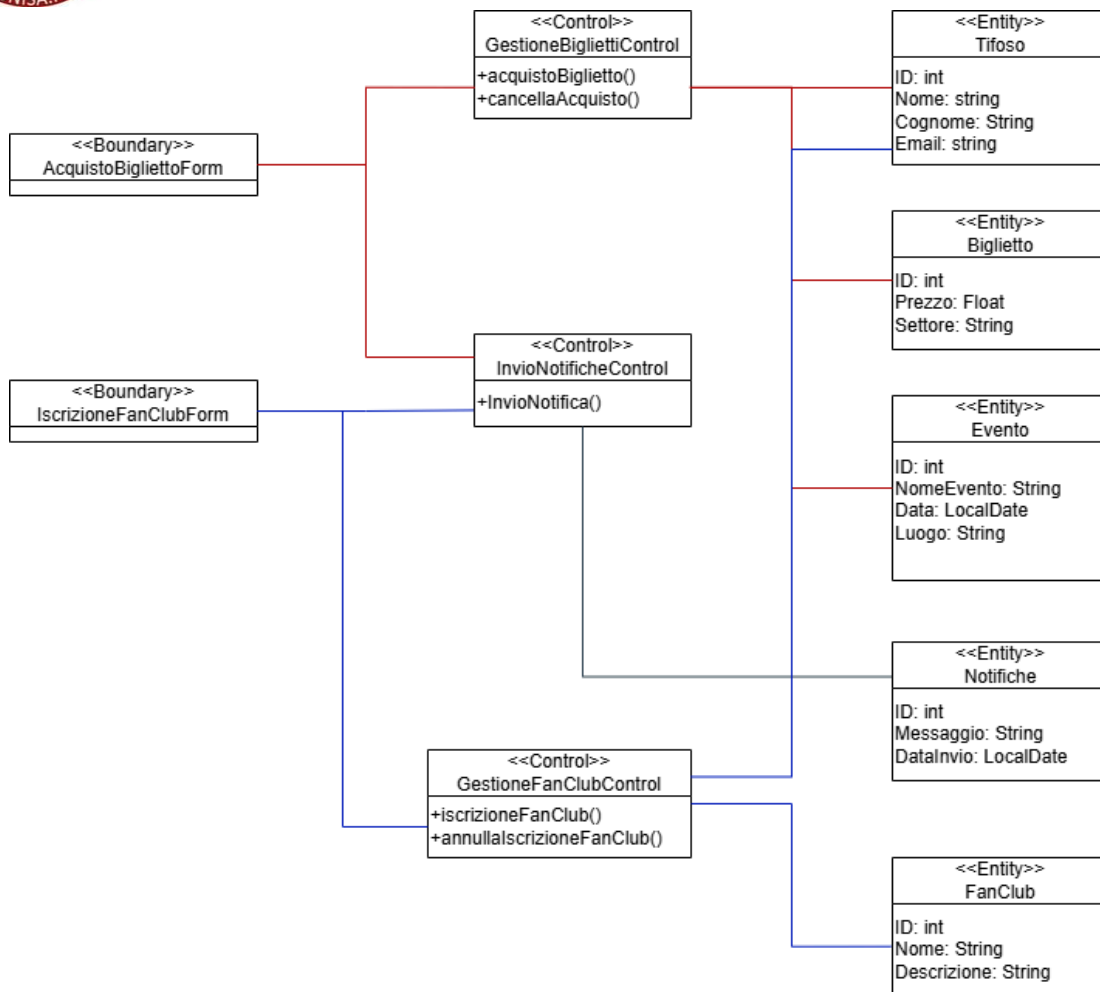 <<Control>>
GestioneBigliettiControl
+acquistoBiglietto()
+cancellaAcquisto()
<<Entity>>
Tifoso
ID: int
Nome: string
Cognome: String
Email: string
<<Boundary>>
AcquistoBigliettoForm
<<Entity>>
Biglietto
ID: int
Prezzo: Float
Settore: String
<<Control>>
InvioNotificheControl
+InvioNotifica()
<<Boundary>>
IscrizioneFanClubForm
<<Entity>>
Evento
ID: int
NomeEvento: String
Data: LocalDate
Luogo: String
<<Entity>>
Notifiche
ID: int
Messaggio: String
DataInvio: LocalDate
<<Control>>
GestioneFanClubControl
+iscrizioneFanClub()
+annullaIscrizioneFanClub()
<<Entity>>
FanClub
ID: int
Nome: String
Descrizione: String